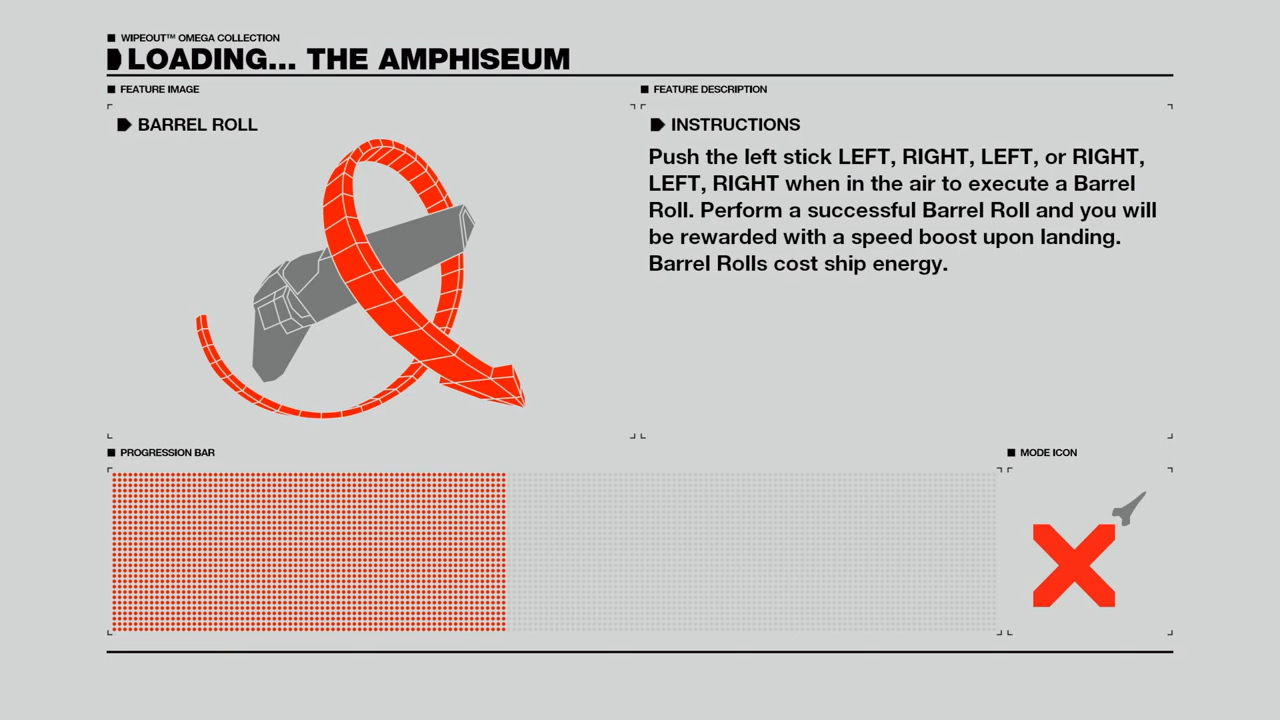 WIPEOUT™ OMEGA COLLECTION
LOADING... THE AMPHISEUM
FEATURE IMAGE
FEATURE DESCRIPTION
BARREL ROLL
INSTRUCTIONS
Push the left stick LEFT, RIGHT, LEFT, or RIGHT,
LEFT, RIGHT when in the air to execute a Barrel
Roll. Perform a successful Barrel Roll and you will
be rewarded with a speed boost upon landing.
Barrel Rolls cost ship energy.
PROGRESSION BAR
MODE ICON